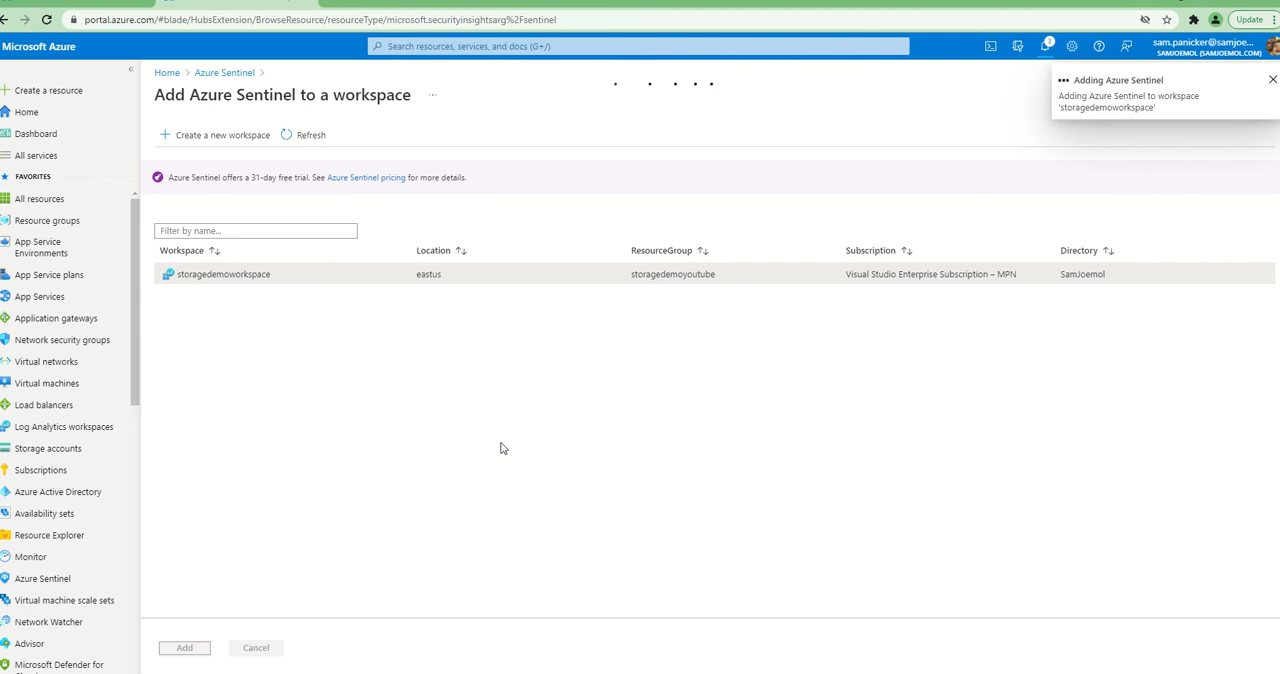 portal.azure.com/#blade/HubsExtension/BrowseResource/resourceType/microsoft.securityinsightsarg%2Fsentinel
Update
Microsoft Azure
Search resources, services, and docs (G+/)
1
sam.panicker@samjoe...
SAMJOEMOL (SAMJOEMOL.COM)
Home > Azure Sentinel >
Add Azure Sentinel to a workspace ...
Adding Azure Sentinel
Adding Azure Sentinel to workspace
'storagedemoworkspace'
Create a new workspace
Refresh
Azure Sentinel offers a 31-day free trial. See Azure Sentinel pricing for more details.
Filter by name...
Workspace
Location
ResourceGroup
Subscription
Directory
storagedemoworkspace
eastus
storagedemoyoutube
Visual Studio Enterprise Subscription – MPN
SamJoemol
Add
Cancel
Create a resource
Home
Dashboard
All services
FAVORITES
All resources
Resource groups
App Service
Environments
App Service plans
App Services
Application gateways
Network security groups
Virtual networks
Virtual machines
Load balancers
Log Analytics workspaces
Storage accounts
Subscriptions
Azure Active Directory
Availability sets
Resource Explorer
Monitor
Azure Sentinel
Virtual machine scale sets
Network Watcher
Advisor
Microsoft Defender for